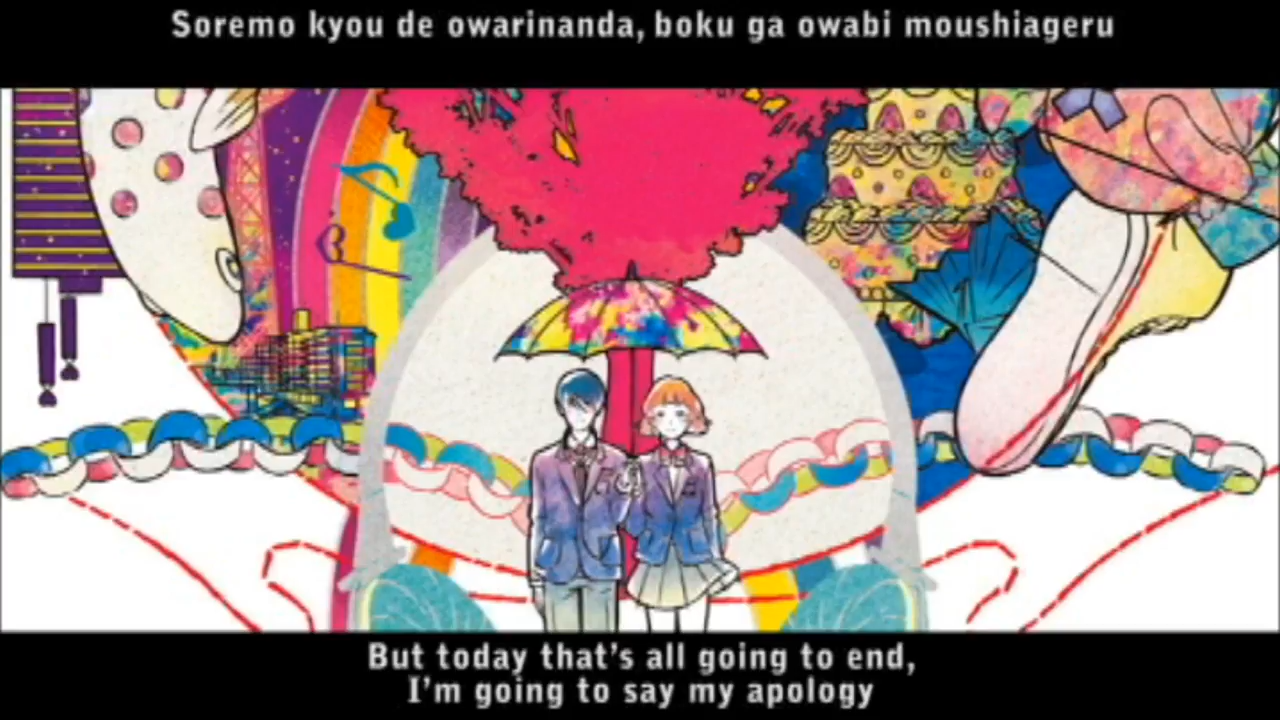 Soremo kyou de owarinanda, boku ga owabi moushiageru
But today that's all going to end,
I'm going to say my apology